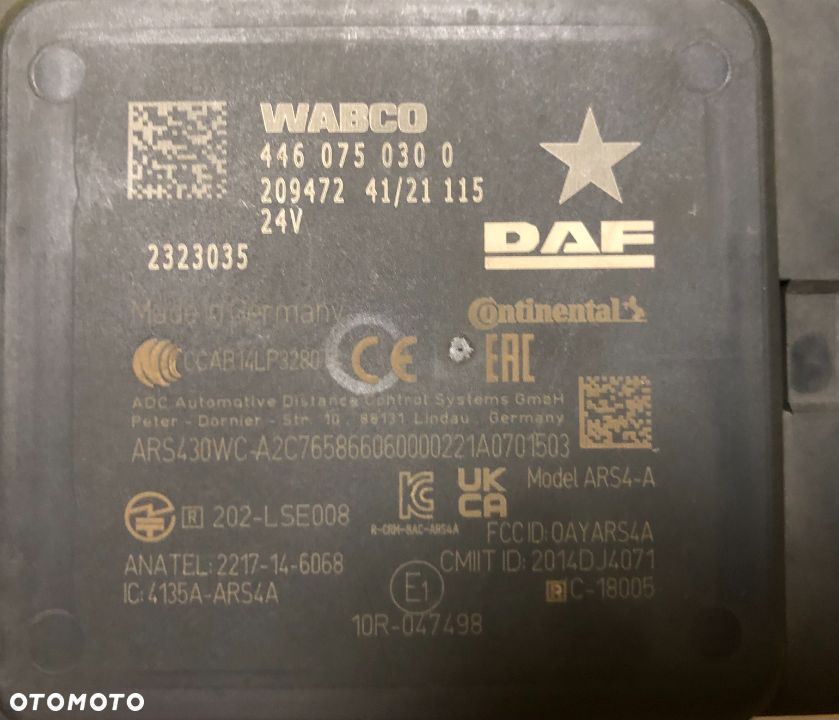 WABCO
446 075 030 0
209472 41/21 115
24V
2323035
DAF
Made in Germany
Continental
CCAB14LP3280
CE
EAC
ADC Automotive Distance Control Systems GmbH
Peter - Dornier - Str. 10, 88131 Lindau, Germany
ARS430WC-A2C765866060000221A0701503
Model ARS4-A
UK
CA
R 202-LSE008
R-CRM-8AC-ARS4A
FCC ID: OAYARS4A
ANATEL: 2217-14-6068
CMIIT ID: 2014DJ4071
IC: 4135A-ARS4A
E1
C-18005
10R-047498
OTOMOTO